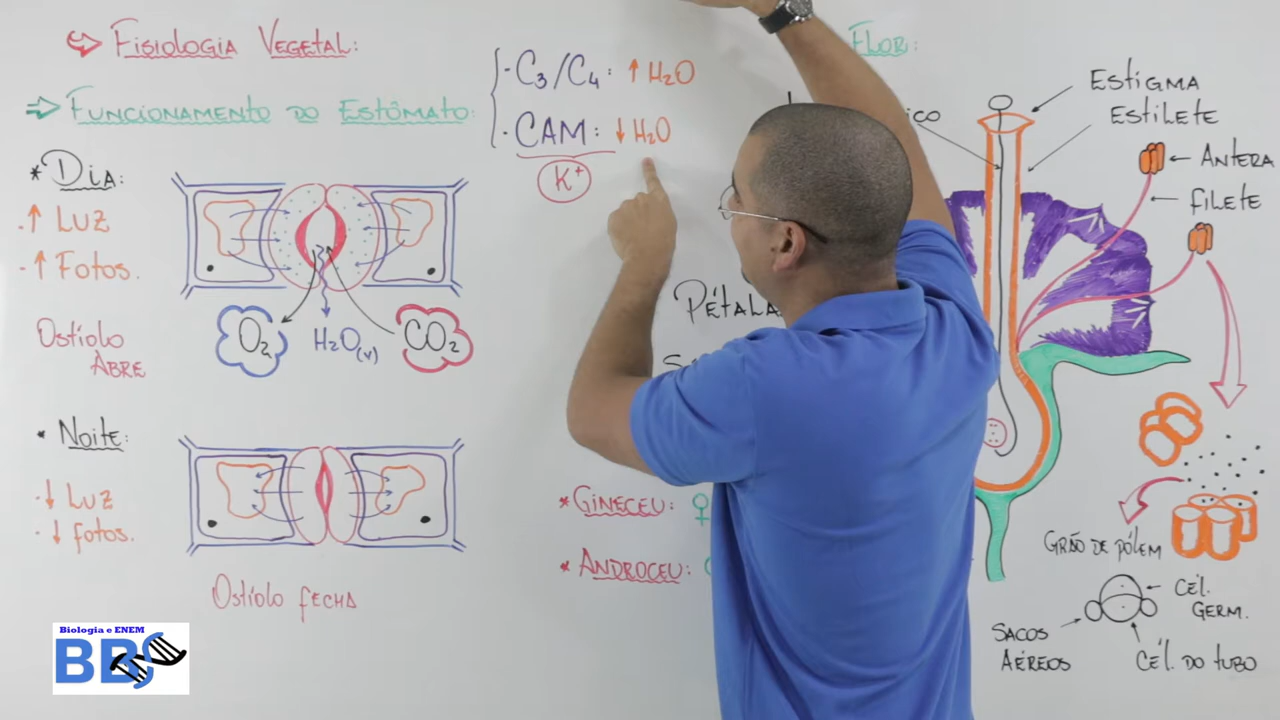 Fisiologia Vegetal:
Funcionamento do Estômato:
* Dia:
. ↑ Luz
. ↑ Fotos.
Ostíolo
Abre
O₂
H₂O(v)
CO₂
* Noite:
. ↓ Luz
. ↓ Fotos.
Ostíolo fecha
. C₃/C₄: ↑ H₂O
. CAM: ↓ H₂O
K⁺
Flor:
Estigma
Estilete
Antera
Filete
* Gineceu: ♀
* Androceu:
Grão de Pólem
Cél.
Germ.
Sacos
Aéreos
Cél. do tubo
Biologia e ENEM
BBS